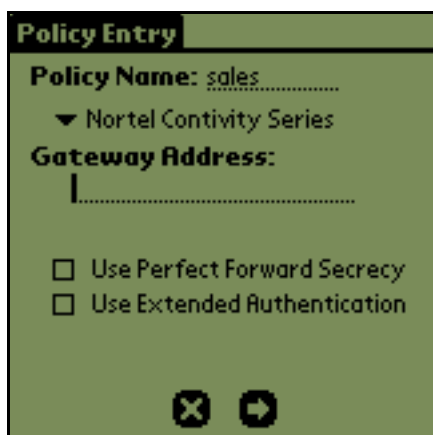 Policy Entry
Policy Name: sales
Nortel Contivity Series
Gateway Address:
Use Perfect Forward Secrecy
Use Extended Authentication